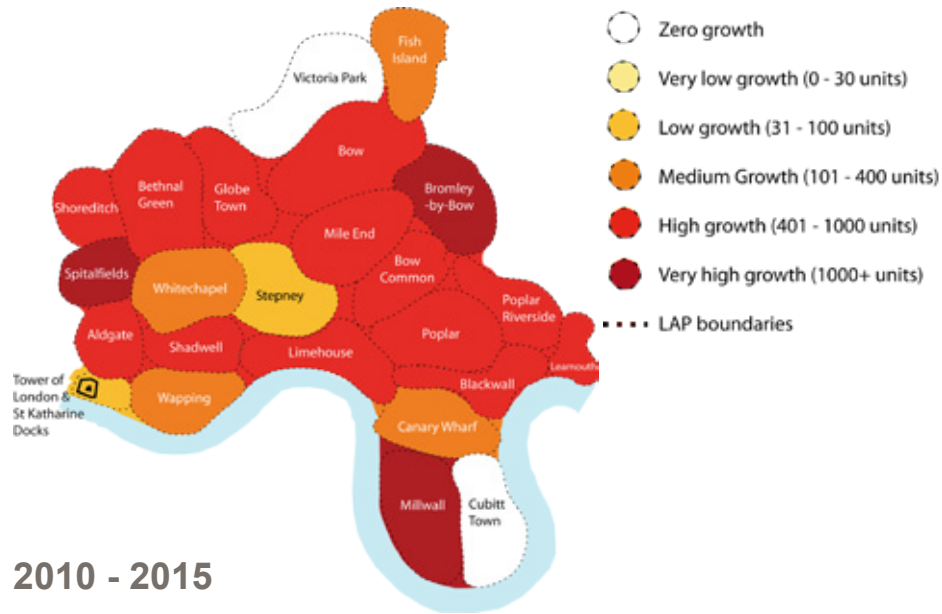 Fish
Island
Victoria Park
Bow
Bethnal
Green
Globe
Town
Bromley
-by-Bow
Shoreditch
Mile End
Spitalfields
Bow
Common
Whitechapel
Stepney
Poplar
Riverside
Aldgate
Shadwell
Limehouse
Poplar
Leamouth
Blackwall
Tower of
London &
St Katharine
Docks
Wapping
Canary Wharf
Millwall
Cubitt
Town
2010 - 2015
Zero growth
Very low growth (0 - 30 units)
Low growth (31 - 100 units)
Medium Growth (101 - 400 units)
High growth (401 - 1000 units)
Very high growth (1000+ units)
LAP boundaries